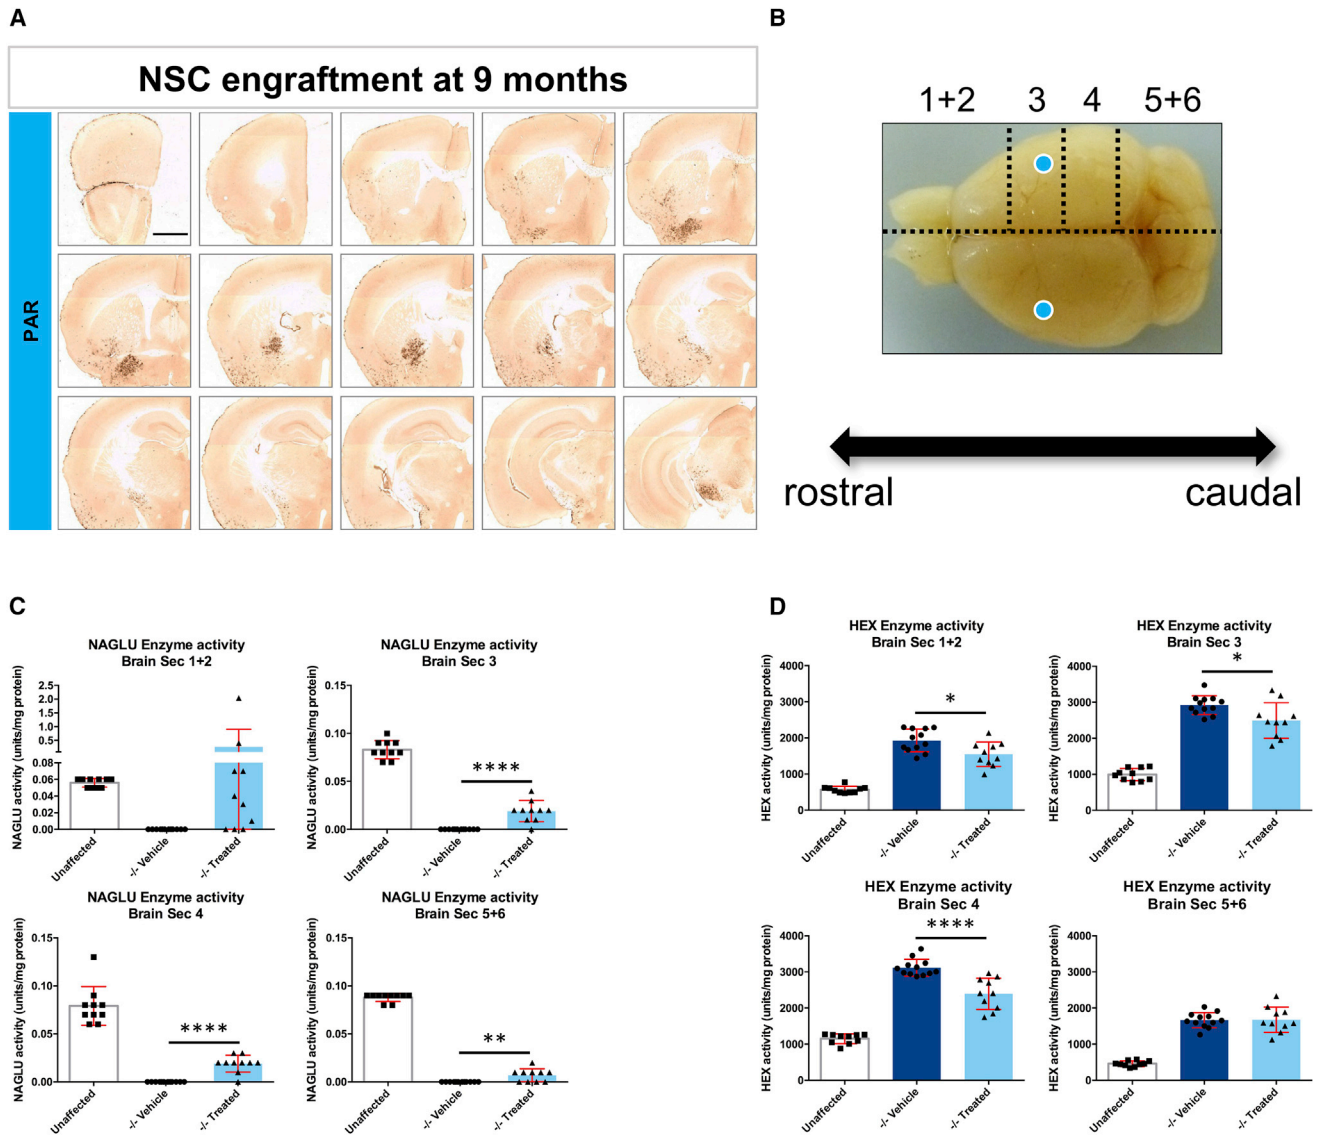 A
B
NSC engraftment at 9 months
PAR
1+2 3 4 5+6
rostral
caudal
C
NAGLU Enzyme activity
Brain Sec 1+2
NAGLU activity (units/mg protein)
2.5
2.0
1.5
1.0
0.5
0.08
0.06
0.04
0.02
0.00
Unaffected
-/- Vehicle
-/- Treated
NAGLU Enzyme activity
Brain Sec 3
NAGLU activity (units/mg protein)
0.15
0.10
0.05
0.00
****
Unaffected
-/- Vehicle
-/- Treated
NAGLU Enzyme activity
Brain Sec 4
NAGLU activity (units/mg protein)
0.15
0.10
0.05
0.00
****
Unaffected
-/- Vehicle
-/- Treated
NAGLU Enzyme activity
Brain Sec 5+6
NAGLU activity (units/mg protein)
0.15
0.10
0.05
0.00
**
Unaffected
-/- Vehicle
-/- Treated
D
HEX Enzyme activity
Brain Sec 1+2
HEX activity (units/mg protein)
4000
3000
2000
1000
0
*
Unaffected
-/- Vehicle
-/- Treated
HEX Enzyme activity
Brain Sec 3
HEX activity (units/mg protein)
4000
3000
2000
1000
0
*
Unaffected
-/- Vehicle
-/- Treated
HEX Enzyme activity
Brain Sec 4
HEX activity (units/mg protein)
4000
3000
2000
1000
0
****
Unaffected
-/- Vehicle
-/- Treated
HEX Enzyme activity
Brain Sec 5+6
HEX activity (units/mg protein)
4000
3000
2000
1000
0
Unaffected
-/- Vehicle
-/- Treated